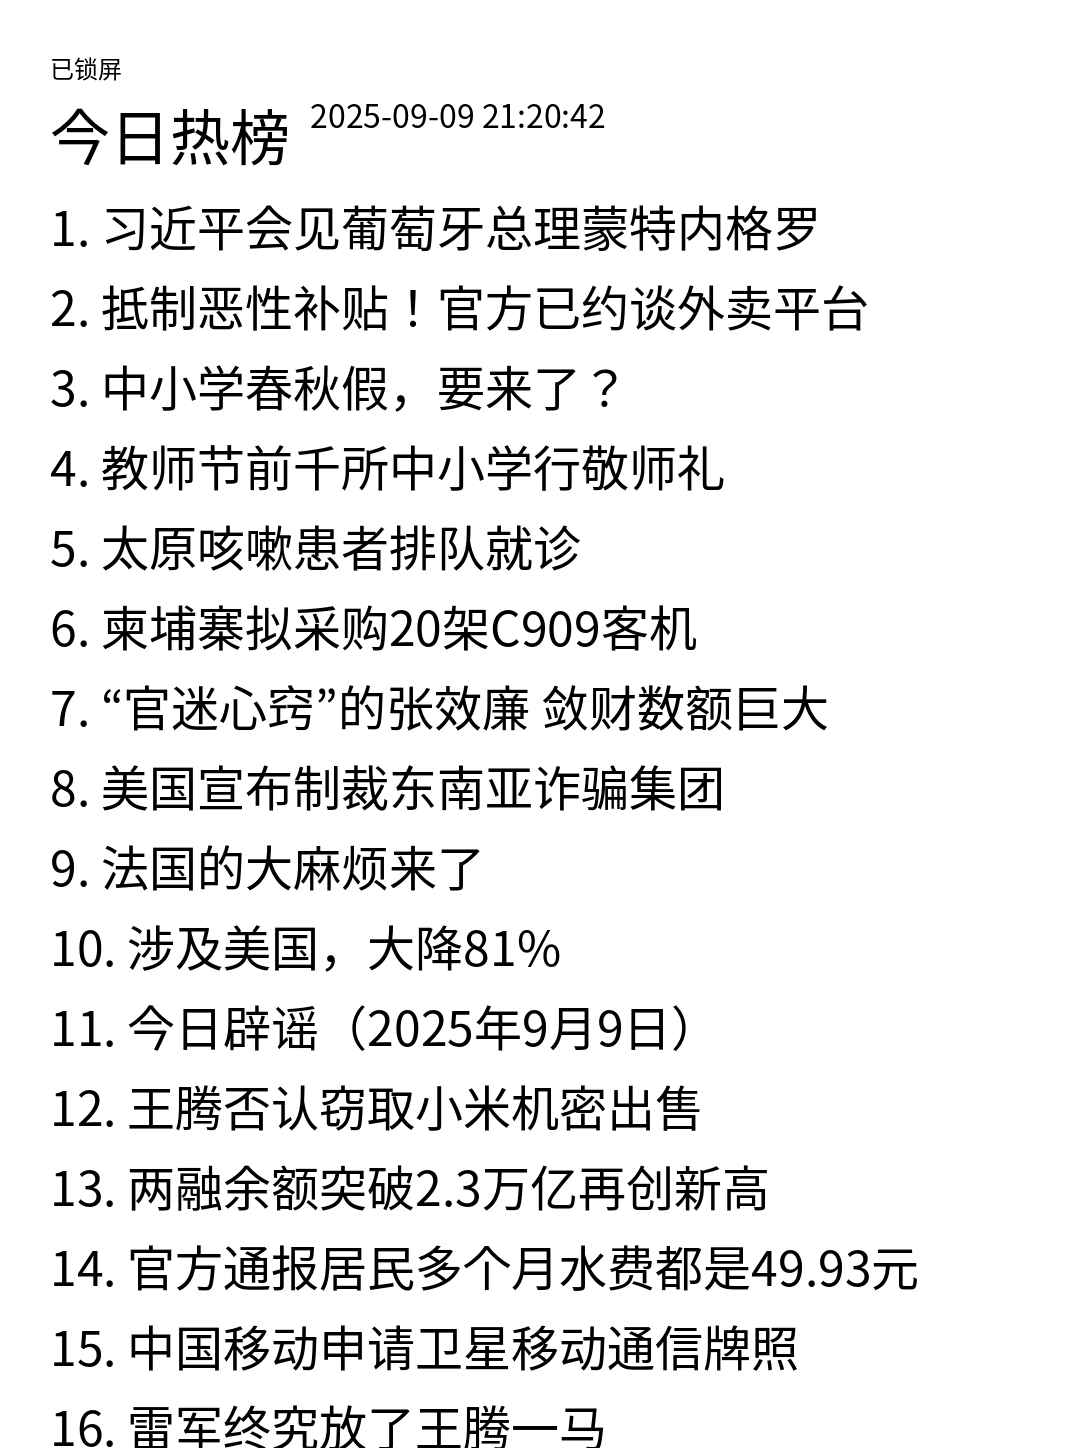 已锁屏
今日热榜 2025-09-09 21:20:42
1. 习近平会见葡萄牙总理蒙特内格罗
2. 抵制恶性补贴！官方已约谈外卖平台
3. 中小学春秋假，要来了？
4. 教师节前千所中小学行敬师礼
5. 太原咳嗽患者排队就诊
6. 柬埔寨拟采购20架C909客机
7. “官迷心窍”的张效廉 敛财数额巨大
8. 美国宣布制裁东南亚诈骗集团
9. 法国的大麻烦来了
10. 涉及美国，大降81%
11. 今日辟谣（2025年9月9日）
12. 王腾否认窃取小米机密出售
13. 两融余额突破2.3万亿再创新高
14. 官方通报居民多个月水费都是49.93元
15. 中国移动申请卫星移动通信牌照
16. 雷军终究放了王腾一马